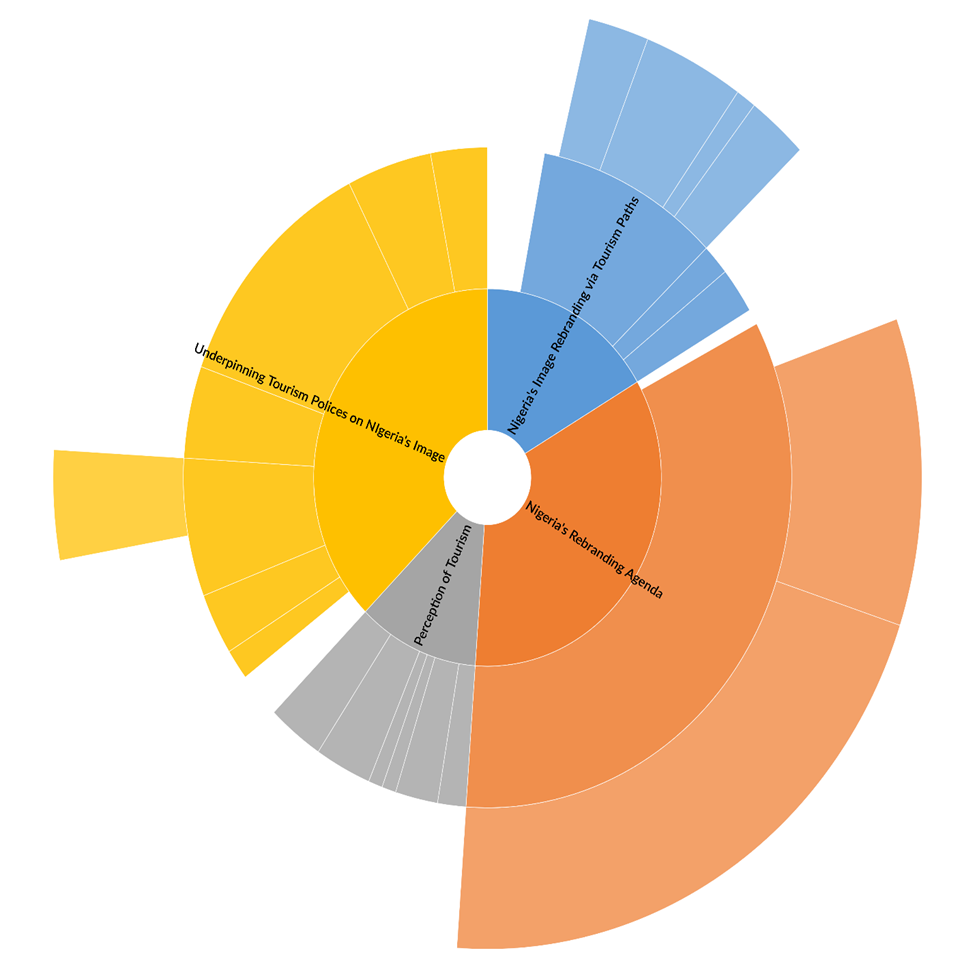 Nigeria's Image Rebranding via Tourism Paths
Underpinning Tourism Polices on NIgeria's Image
Nigeria's Rebranding Agenda
Perception of Tourism